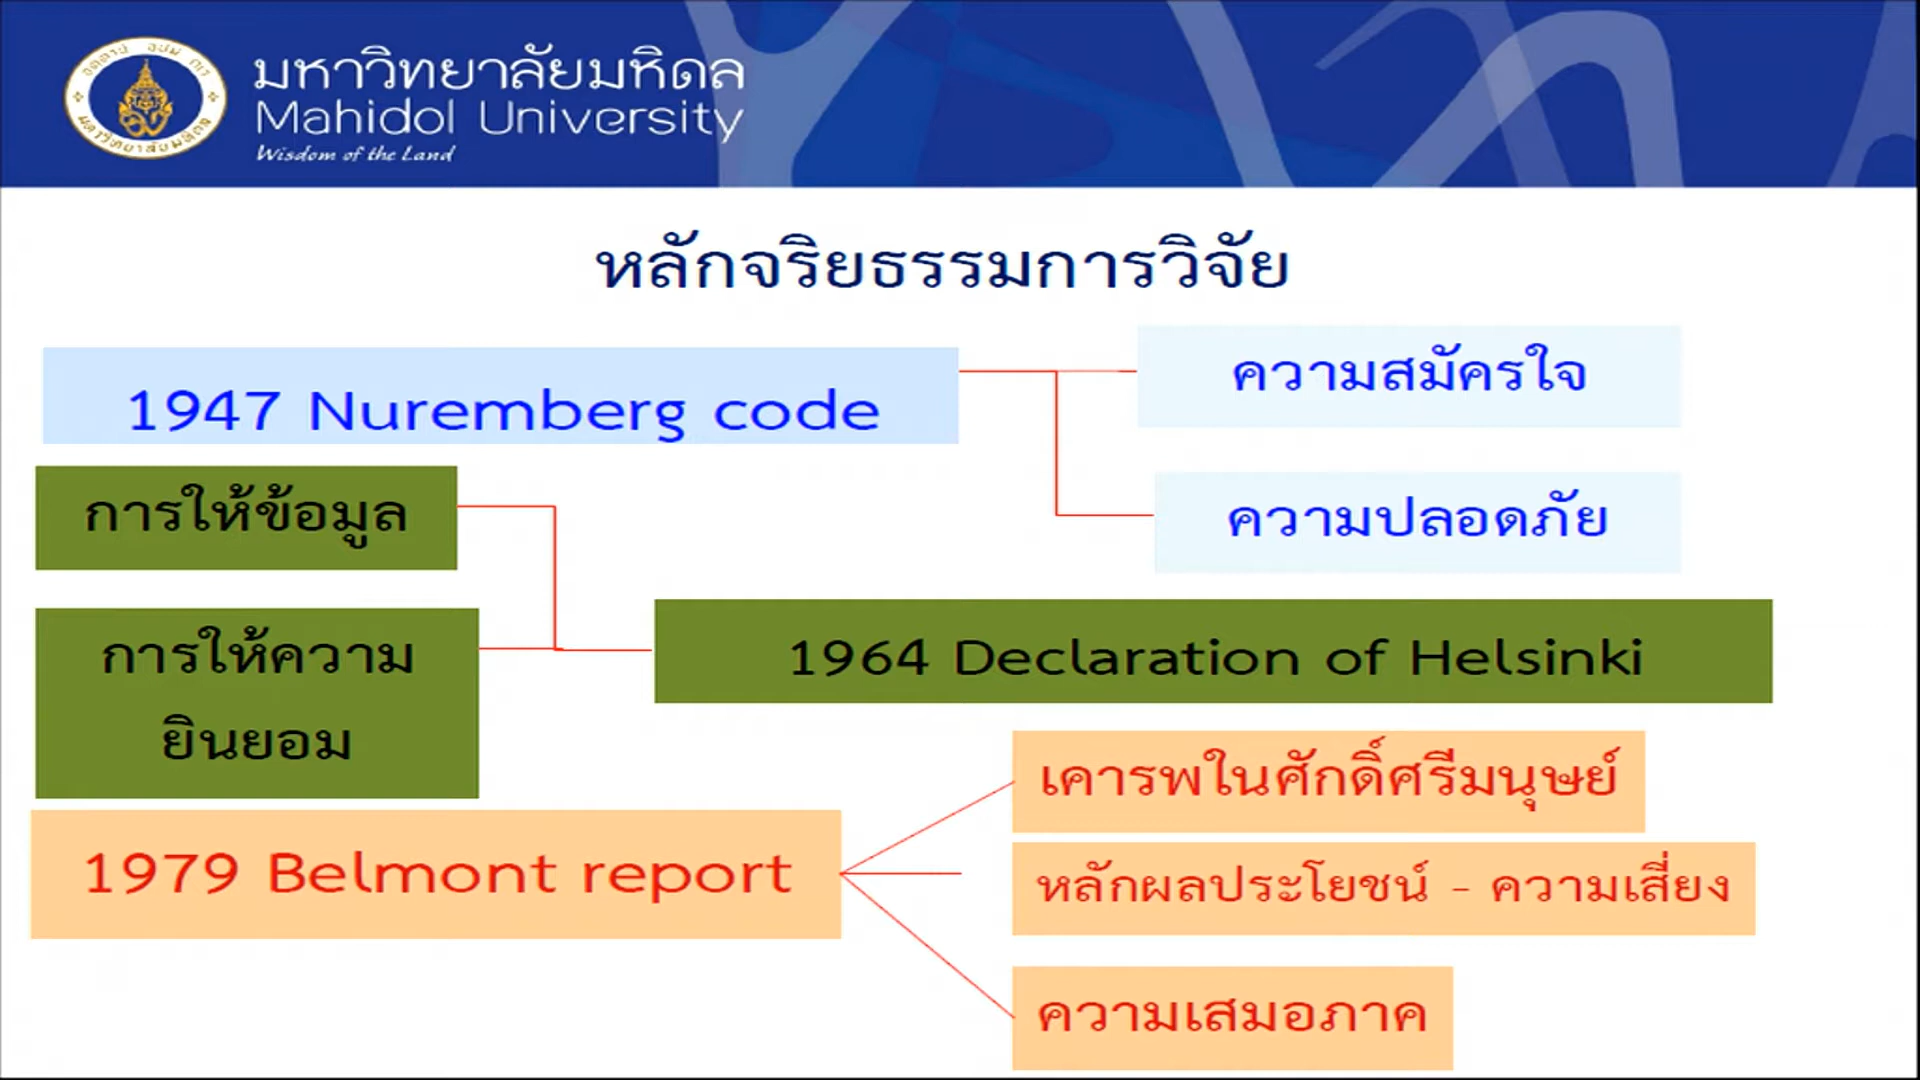 มหาวิทยาลัยมหิดล
Mahidol University
Wisdom of the Land
หลักจริยธรรมการวิจัย
1947 Nuremberg code
ความสมัครใจ
ความปลอดภัย
การให้ข้อมูล
การให้ความ
ยินยอม
1964 Declaration of Helsinki
1979 Belmont report
เคารพในศักดิ์ศรีมนุษย์
หลักผลประโยชน์ - ความเสี่ยง
ความเสมอภาค